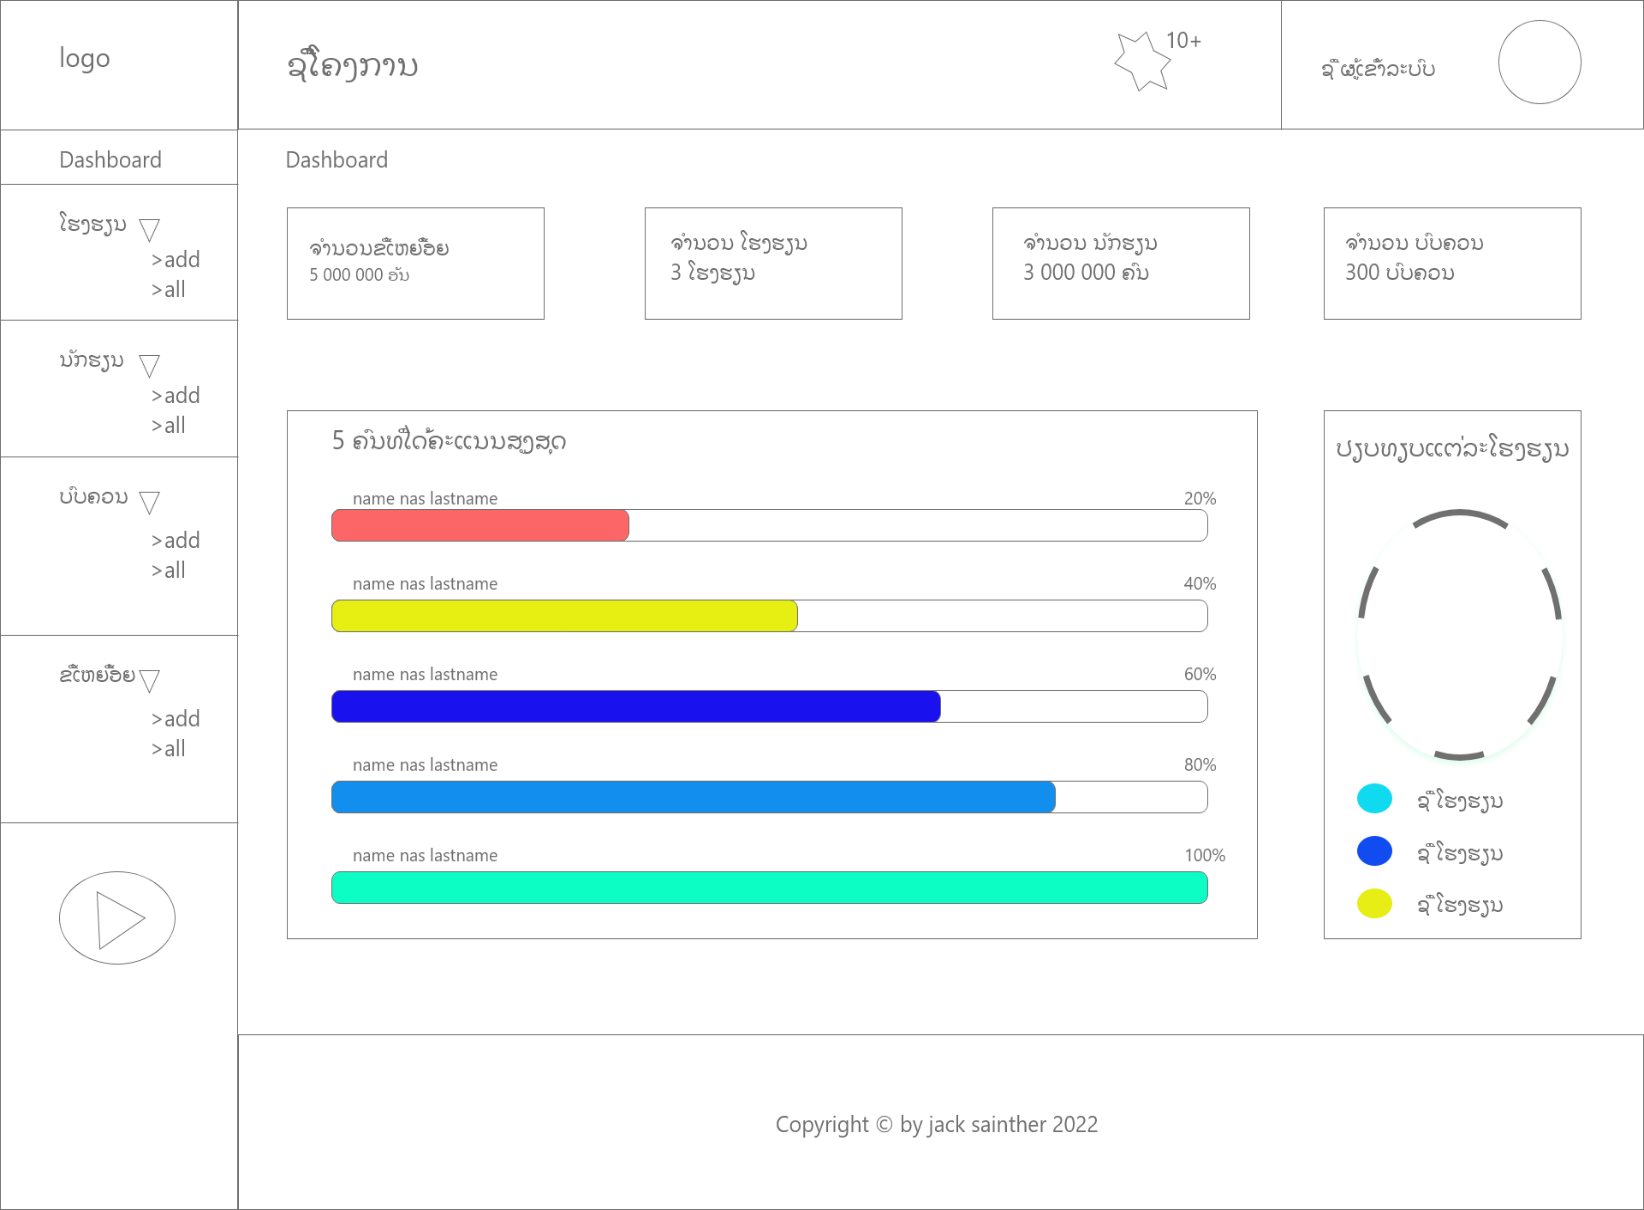 logo
ຊື່ໂຄງການ
10+
ຊື່ ຜູ້ເຂົ້າລະບົບ
Dashboard
ໂຮງຮຽນ
>add
>all
ນັກຮຽນ
>add
>all
ບົບຄວນ
>add
>all
ຂີ້ເຫຍື້ອຍ
>add
>all
Dashboard
ຈຳນວນຂີ້ເຫຍື້ອຍ
5 000 000 ອັນ
ຈຳນວນ ໂຮງຮຽນ
3 ໂຮງຮຽນ
ຈຳນວນ ນັກຮຽນ
3 000 000 ຄົນ
ຈຳນວນ ບົບຄວນ
300 ບົບຄວນ
5 ຄົນທີ່ໄດ້ຄະແນນສູງສຸດ
name nas lastname 20%
name nas lastname 40%
name nas lastname 60%
name nas lastname 80%
name nas lastname 100%
ປຽບທຽບແຕ່ລະໂຮງຮຽນ
ຊື່ ໂຮງຮຽນ
ຊື່ ໂຮງຮຽນ
ຊື່ ໂຮງຮຽນ
Copyright © by jack sainther 2022